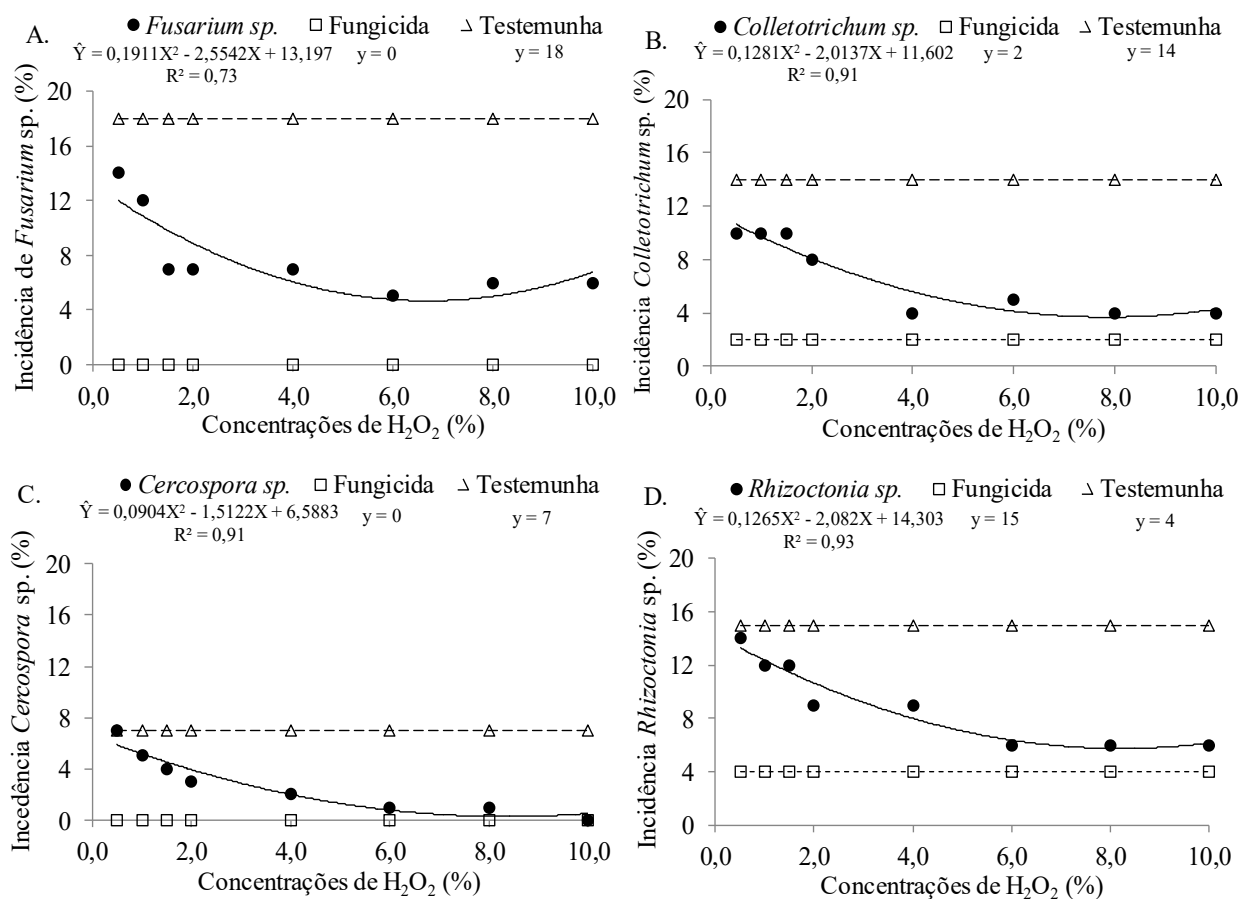 A.
● Fusarium sp. □ Fungicida △ Testemunha
Ŷ = 0,1911X² - 2,5542X + 13,197 y = 0 y = 18
R² = 0,73
Incidência de Fusarium sp. (%)
20
16
12
8
4
0
0,0 2,0 4,0 6,0 8,0 10,0
Concentrações de H₂O₂ (%)
B.
● Colletotrichum sp. □ Fungicida △ Testemunha
Ŷ = 0,1281X² - 2,0137X + 11,602 y = 2 y = 14
R² = 0,91
Incidência Colletotrichum sp. (%)
20
16
12
8
4
0
0,0 2,0 4,0 6,0 8,0 10,0
Concentrações de H₂O₂ (%)
C.
● Cercospora sp. □ Fungicida △ Testemunha
Ŷ = 0,0904X² - 1,5122X + 6,5883 y = 0 y = 7
R² = 0,91
Incedência Cercospora sp. (%)
20
16
12
8
4
0
0,0 2,0 4,0 6,0 8,0 10,0
Concentrações de H₂O₂ (%)
D.
● Rhizoctonia sp. □ Fungicida △ Testemunha
Ŷ = 0,1265X² - 2,082X + 14,303 y = 15 y = 4
R² = 0,93
Incidência Rhizoctonia sp. (%)
20
16
12
8
4
0
0,0 2,0 4,0 6,0 8,0 10,0
Concentrações de H₂O₂ (%)